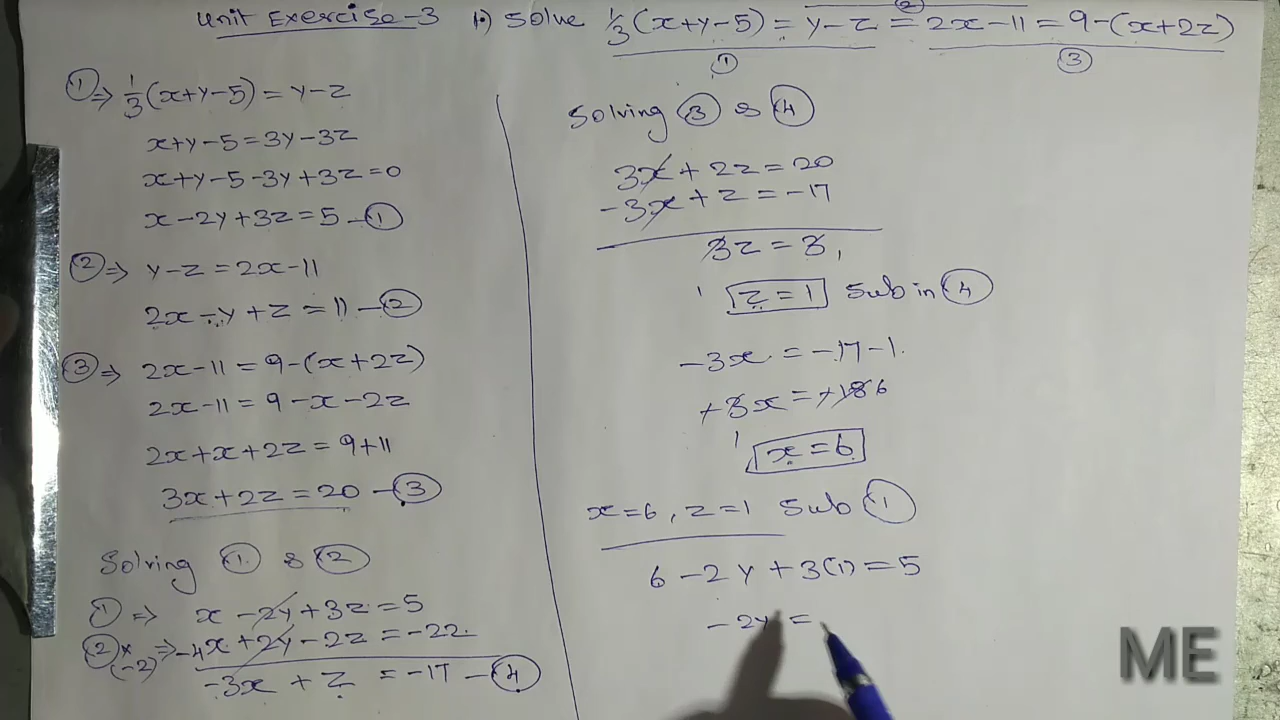 Unit Exercise-3 1.) Solve ⅓(x+y-5) = y-z = 2x-11 = 9-(x+2z)
① ② ③
①⇒ ⅓(x+y-5) = y-z
x+y-5 = 3y-3z
x+y-5-3y+3z=0
x-2y+3z=5 -①
②⇒ y-z = 2x-11
2x-y+z = 11 -②
③⇒ 2x-11 = 9-(x+2z)
2x-11 = 9-x-2z
2x+x+2z = 9+11
3x+2z = 20 -③
Solving ① & ②
①⇒ x-2y+3z = 5
②×(-2)⇒ -4x+2y-2z = -22
-3x + z = -17 -④
Solving ③ & ④
3x+2z = 20
-3x+z = -17
3z = 3
z = 1 Sub in ④
-3x = -17-1
+3x = +18 6
x = 6
x=6, z=1 Sub ①
6-2y+3(1) = 5
-2y =
ME